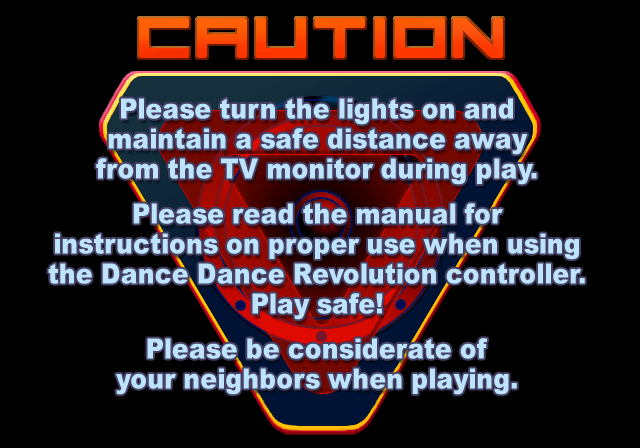 CAUTION
Please turn the lights on and
maintain a safe distance away
from the TV monitor during play.
Please read the manual for
instructions on proper use when using
the Dance Dance Revolution controller.
Play safe!
Please be considerate of
your neighbors when playing.